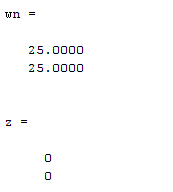 wn =
25.0000
25.0000
z =
0
0